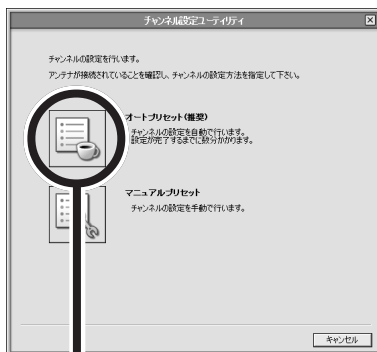 チャンネル設定ユーティリティ
チャンネルの設定を行います。
アンテナが接続されていることを確認し、チャンネルの設定方法を指定して下さい。
オートプリセット(推奨)
チャンネルの設定を自動で行います。
設定が完了するまでに数分かかります。
マニュアルプリセット
チャンネルの設定を手動で行います。
キャンセル